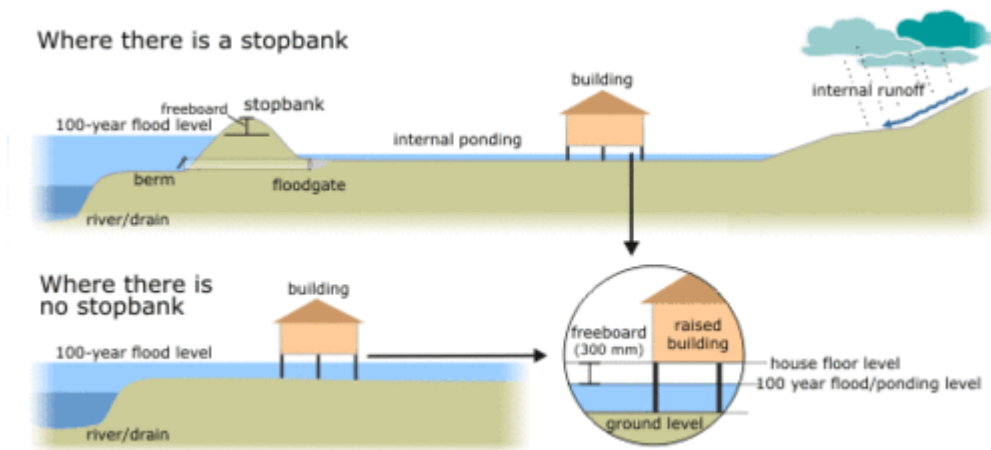 Where there is a stopbank
building
internal runoff
freeboard
stopbank
100-year flood level
internal ponding
berm
floodgate
river/drain
Where there is
no stopbank
building
100-year flood level
river/drain
freeboard
(300 mm)
raised
building
house floor level
100 year flood/ponding level
ground level